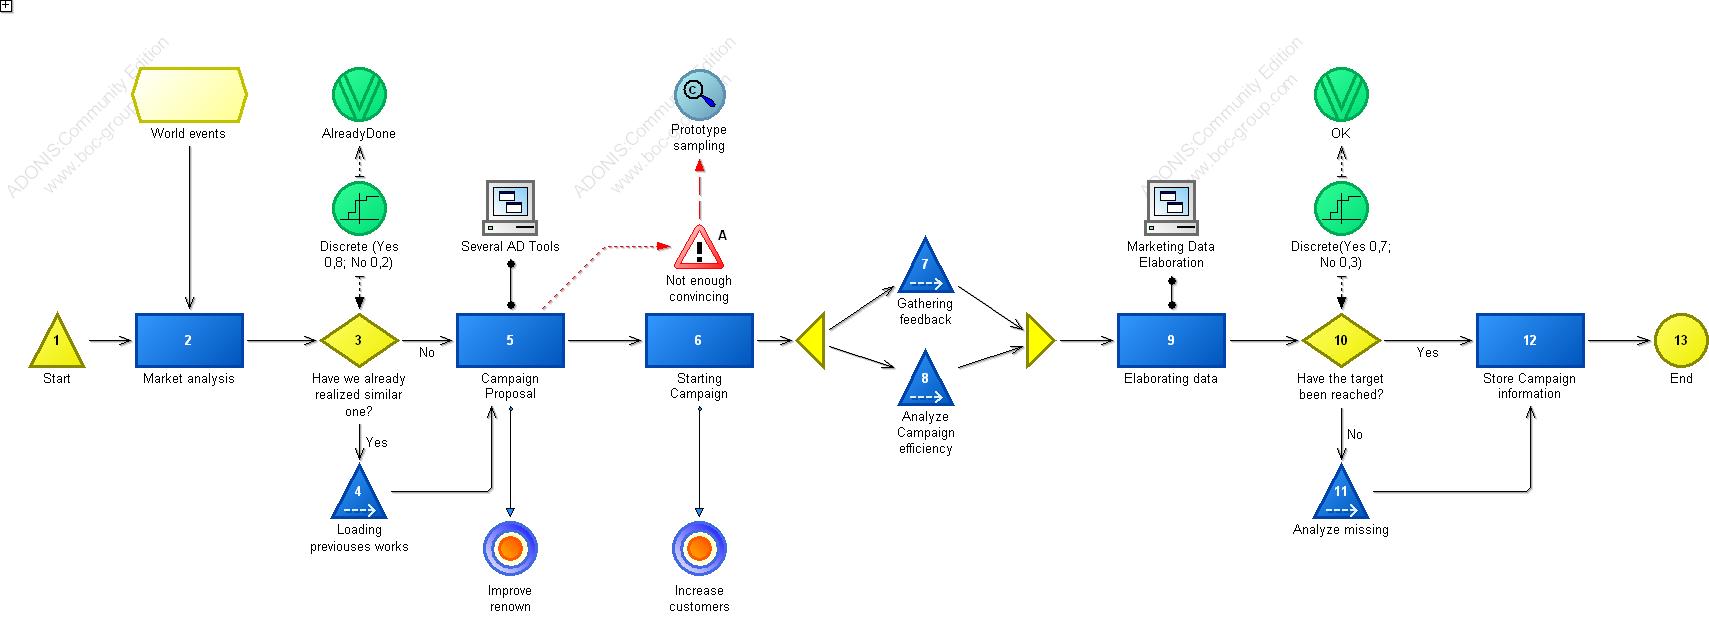 ADONIS:Community Edition
www.boc-group.com
ADONIS:Community Edition
www.boc-group.com
ADONIS:Community Edition
www.boc-group.com
World events
AlreadyDone
C
Prototype
sampling
OK
Discrete (Yes
0,8; No 0,2)
Several AD Tools
A
Not enough
convincing
Marketing Data
Elaboration
Discrete(Yes 0,7;
No 0,3)
1
Start
2
Market analysis
3
Have we already
realized similar
one?
No
Yes
4
Loading
previouses works
5
Campaign
Proposal
Improve
renown
6
Starting
Campaign
Increase
customers
7
Gathering
feedback
8
Analyze
Campaign
efficiency
9
Elaborating data
10
Have the target
been reached?
Yes
No
11
Analyze missing
12
Store Campaign
information
13
End